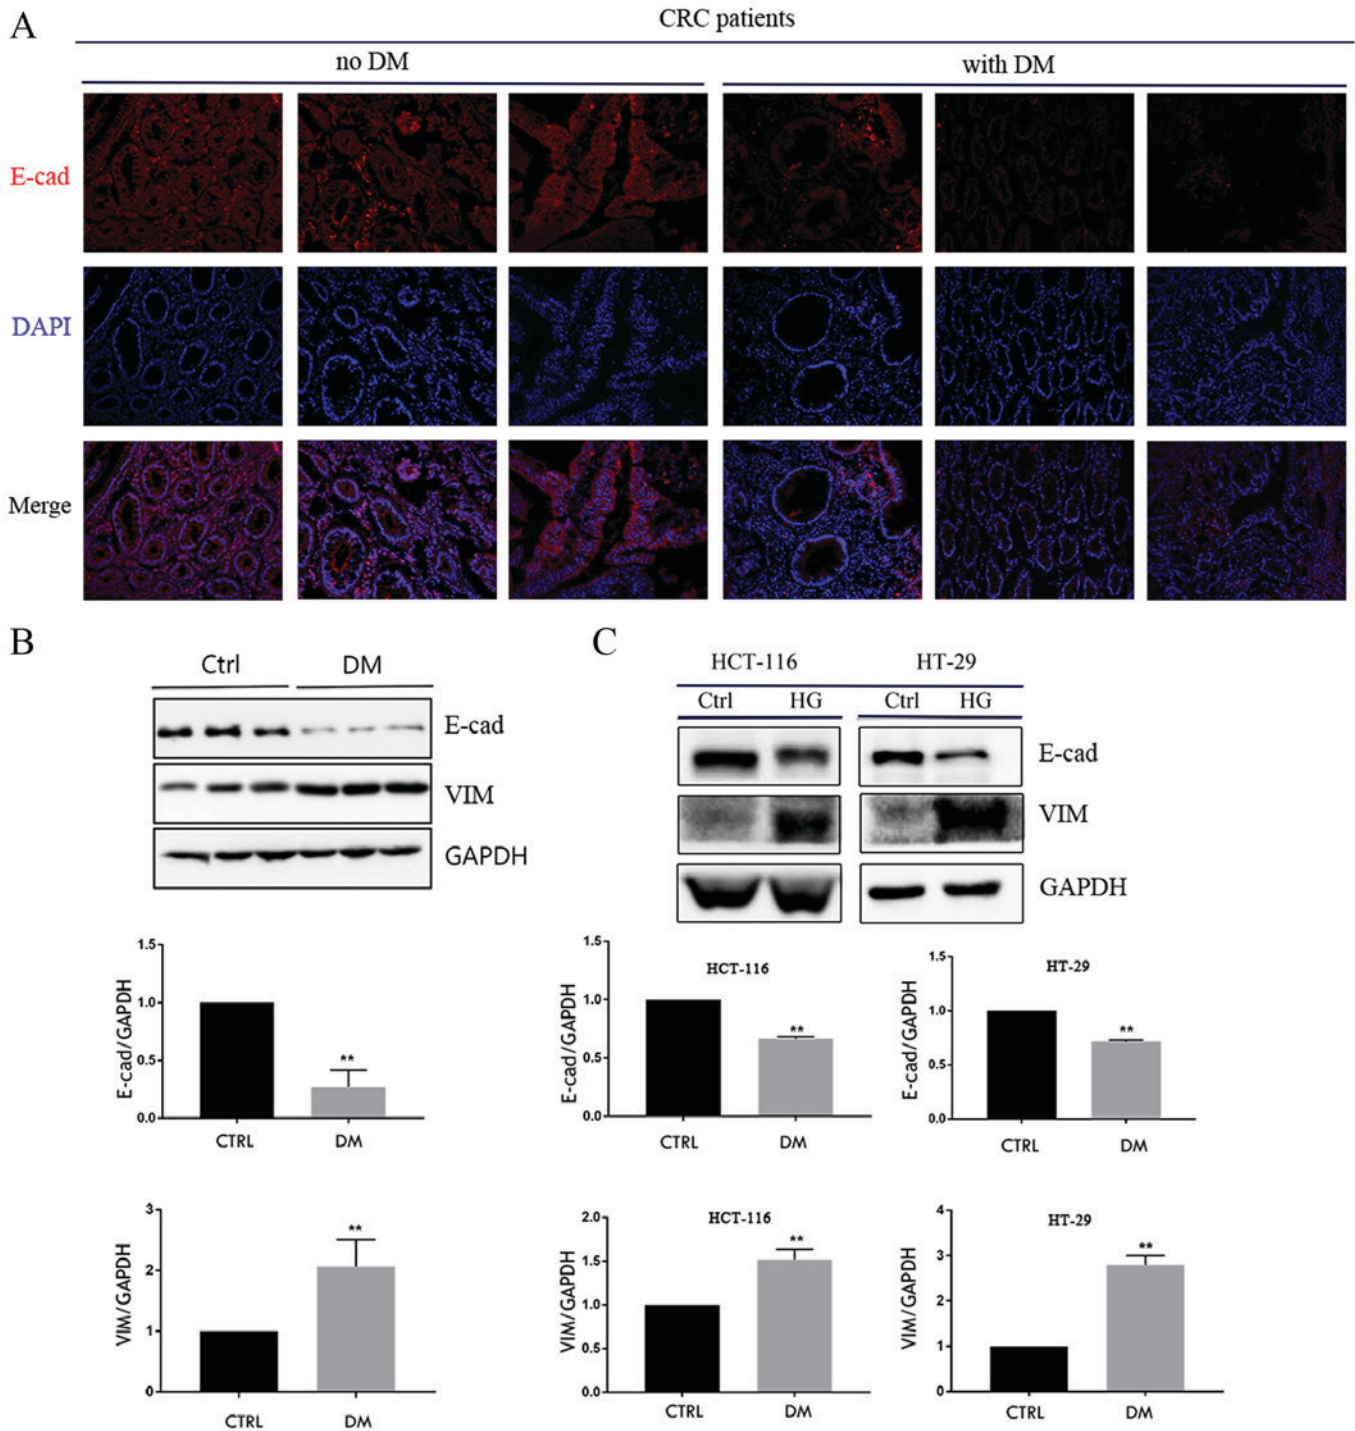 A
CRC patients
no DM
with DM
E-cad
DAPI
Merge
B
Ctrl
DM
E-cad
VIM
GAPDH
1.5
1.0
0.5
0.0
E-cad/GAPDH
**
CTRL
DM
3
2
1
0
VIM/GAPDH
**
CTRL
DM
C
HCT-116
HT-29
Ctrl
HG
Ctrl
HG
E-cad
VIM
GAPDH
HCT-116
1.5
1.0
0.5
0.0
E-cad/GAPDH
**
CTRL
DM
HT-29
1.5
1.0
0.5
0.0
E-cad/GAPDH
**
CTRL
DM
HCT-116
2.0
1.5
1.0
0.5
0.0
VIM/GAPDH
**
CTRL
DM
HT-29
4
3
2
1
0
VIM/GAPDH
**
CTRL
DM